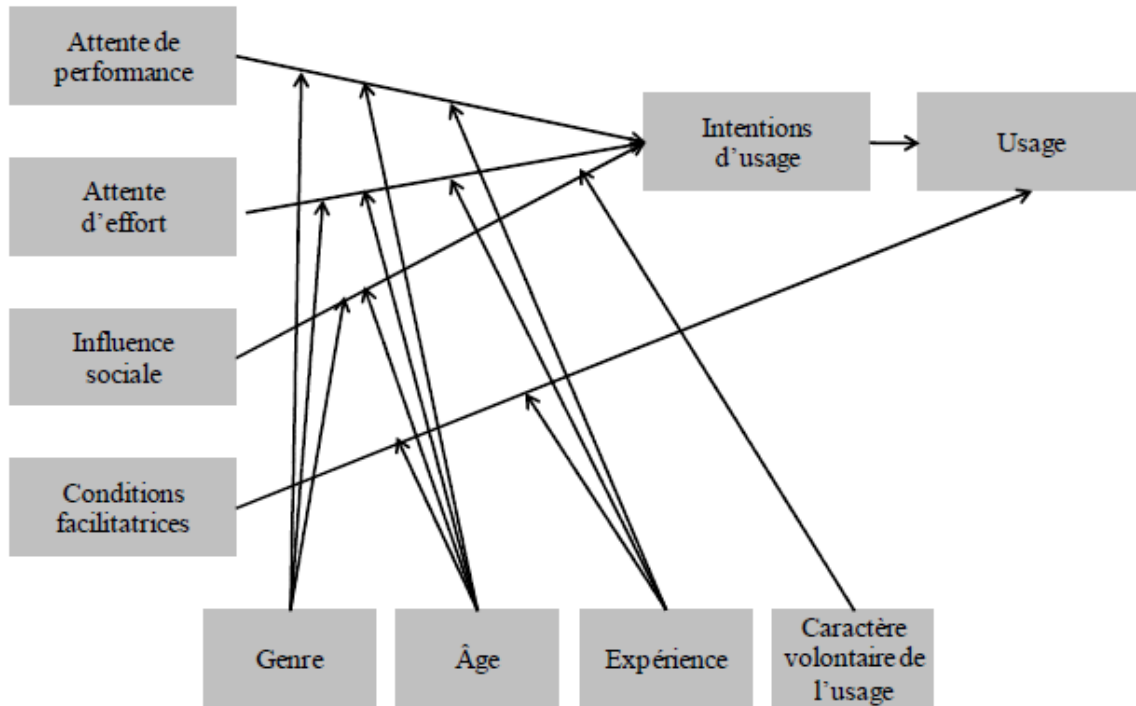 Attente de
performance
Attente
d'effort
Influence
sociale
Conditions
facilitatrices
Intentions
d'usage
Usage
Genre
Âge
Expérience
Caractère
volontaire de
l'usage